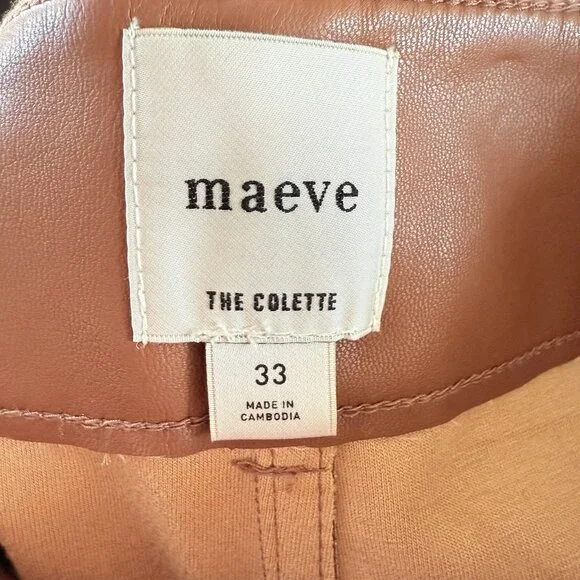 maeve
THE COLETTE
33
MADE IN
CAMBODIA